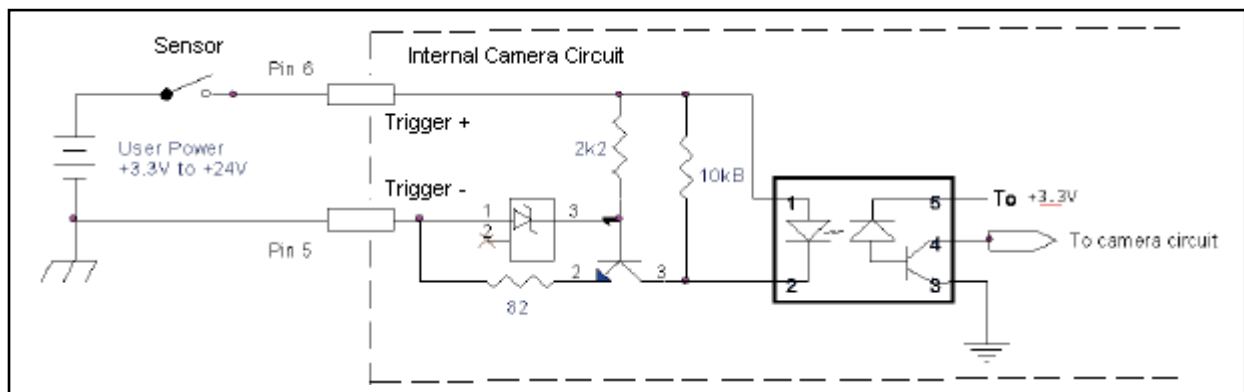 Sensor
Pin 6
Internal Camera Circuit
Trigger +
User Power
+3.3V to +24V
2k2
10kB
Trigger -
1
2
3
1
Pin 5
2
3
82
1
2
5
4
3
To +3.3V
To camera circuit